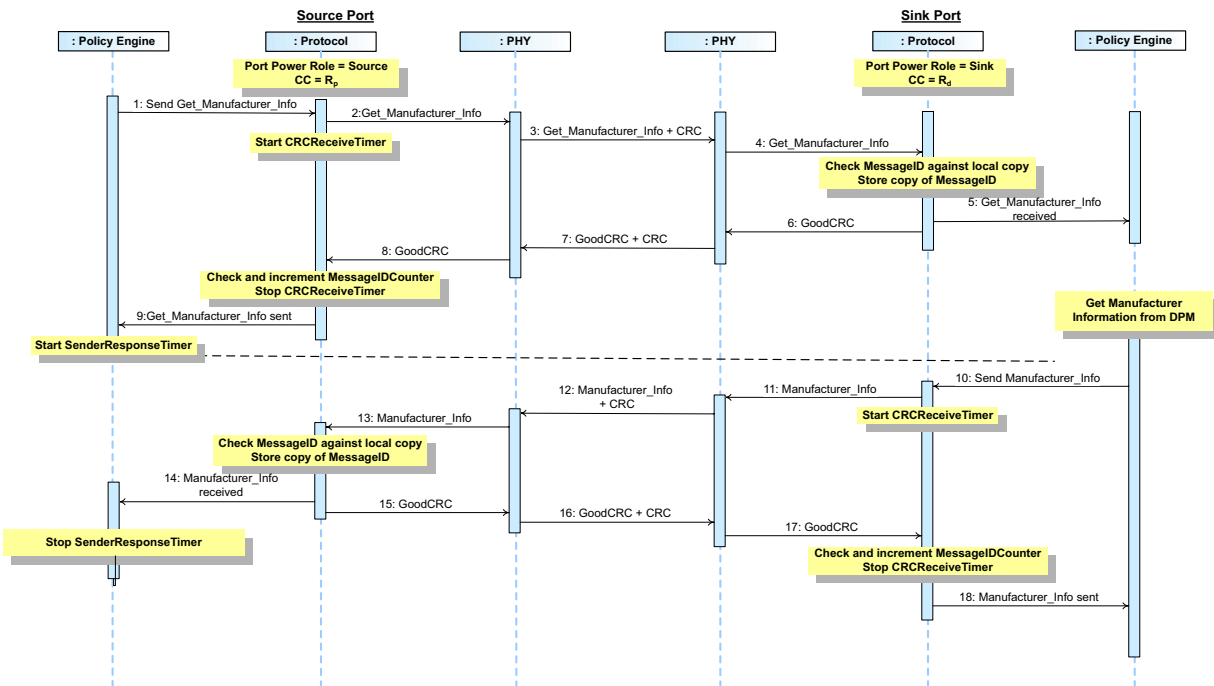 Source Port
Sink Port
: Policy Engine
: Protocol
: PHY
: PHY
: Protocol
: Policy Engine
Port Power Role = Source
CC = Rp
Port Power Role = Sink
CC = Rd
1: Send Get_Manufacturer_Info
2:Get_Manufacturer_Info
Start CRCReceiveTimer
3: Get_Manufacturer_Info + CRC
4: Get_Manufacturer_Info
Check MessageID against local copy
Store copy of MessageID
5: Get_Manufacturer_Info
received
6: GoodCRC
7: GoodCRC + CRC
8: GoodCRC
Check and increment MessageIDCounter
Stop CRCReceiveTimer
9:Get_Manufacturer_Info sent
Start SenderResponseTimer
Get Manufacturer
Information from DPM
10: Send Manufacturer_Info
11: Manufacturer_Info
Start CRCReceiveTimer
12: Manufacturer_Info
+ CRC
13: Manufacturer_Info
Check MessageID against local copy
Store copy of MessageID
14: Manufacturer_Info
received
15: GoodCRC
16: GoodCRC + CRC
17: GoodCRC
Stop SenderResponseTimer
Check and increment MessageIDCounter
Stop CRCReceiveTimer
18: Manufacturer_Info sent